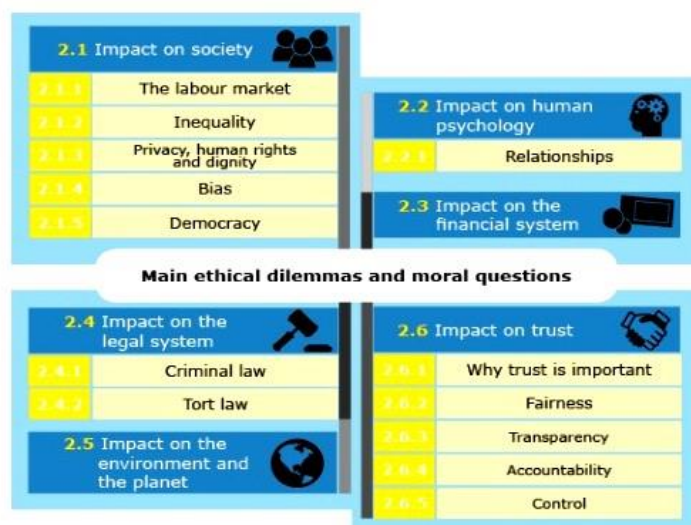 2.1 Impact on society
2.1.1 The labour market
2.1.2 Inequality
2.1.3 Privacy, human rights
and dignity
2.1.4 Bias
2.1.5 Democracy
2.2 Impact on human
psychology
2.2.1 Relationships
2.3 Impact on the
financial system
Main ethical dilemmas and moral questions
2.4 Impact on the
legal system
2.4.1 Criminal law
2.4.2 Tort law
2.5 Impact on the
environment and
the planet
2.6 Impact on trust
2.6.1 Why trust is important
2.6.2 Fairness
2.6.3 Transparency
2.6.4 Accountability
2.6.5 Control